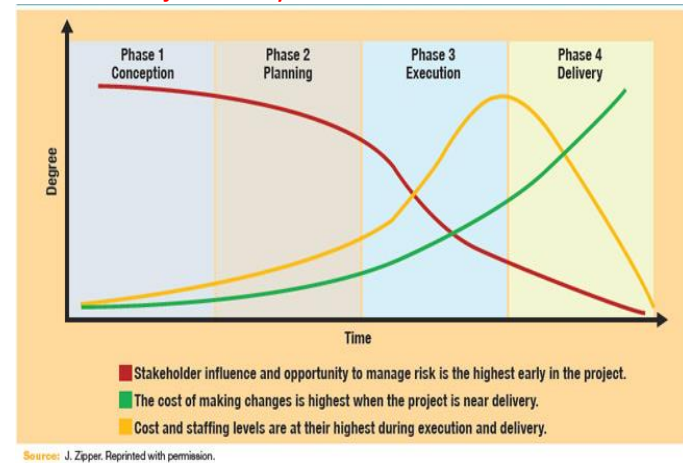 Phase 1
Conception
Phase 2
Planning
Phase 3
Execution
Phase 4
Delivery
Degree
Time
Stakeholder influence and opportunity to manage risk is the highest early in the project.
The cost of making changes is highest when the project is near delivery.
Cost and staffing levels are at their highest during execution and delivery.
Source: J. Zipper. Reprinted with permission.